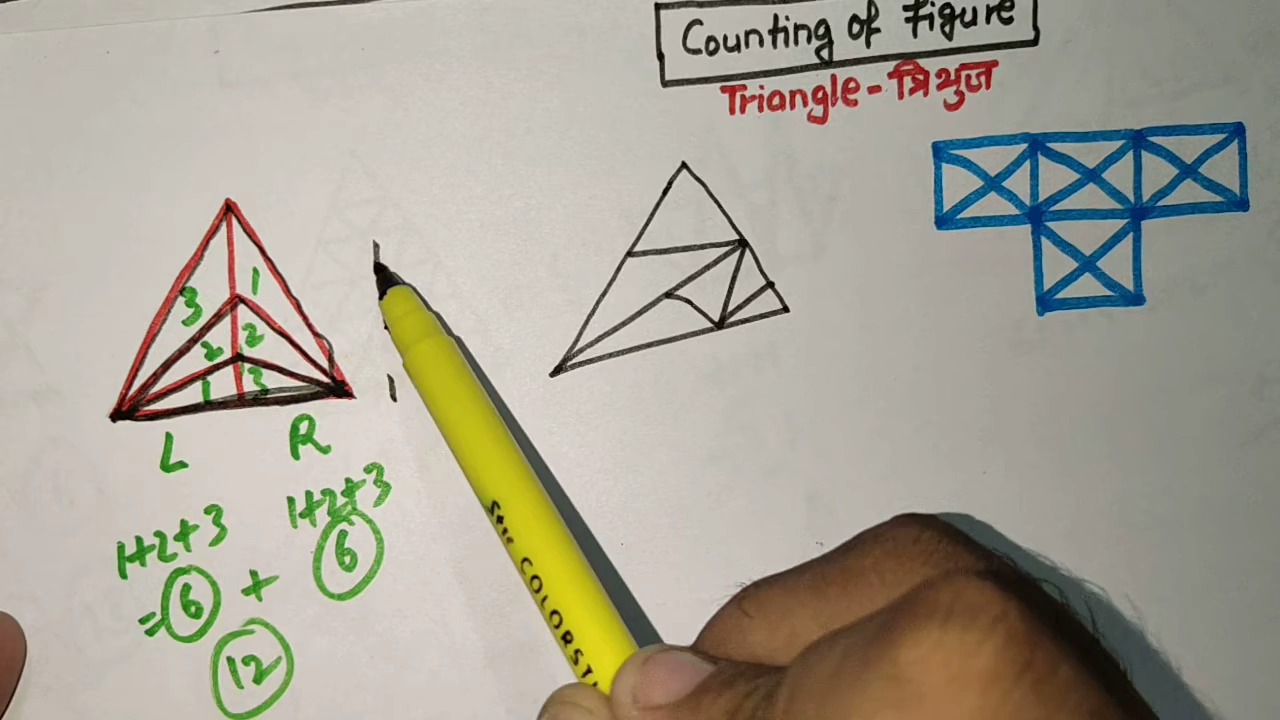 Counting of Figure
Triangle - त्रिभुज
3 1
2 2
1 3
L R
1+2+3 1+2+3
=6 + 6
12
COLORST